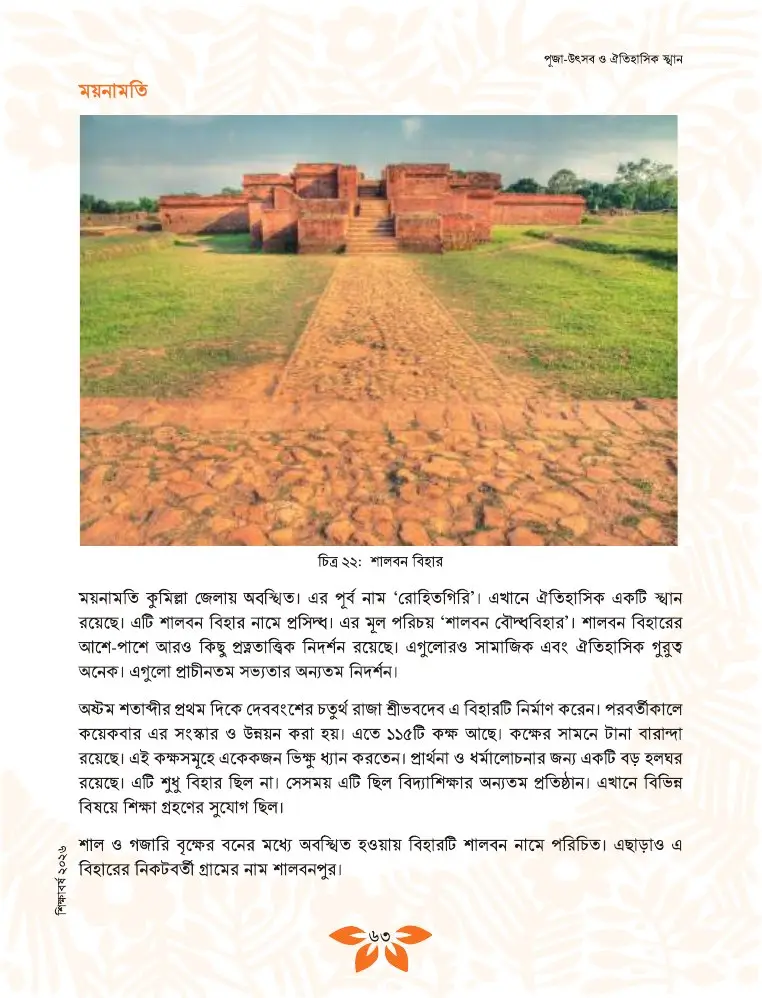 পূজা-উৎসব ও ঐতিহাসিক স্থান
ময়নামতি
চিত্র ২২: শালবন বিহার
ময়নামতি কুমিল্লা জেলায় অবস্থিত। এর পূর্ব নাম ‘রোহিতগিরি’। এখানে ঐতিহাসিক একটি স্থান
রয়েছে। এটি শালবন বিহার নামে প্রসিদ্ধ। এর মূল পরিচয় ‘শালবন বৌদ্ধবিহার’। শালবন বিহারের
আশে-পাশে আরও কিছু প্রত্নতাত্ত্বিক নিদর্শন রয়েছে। এগুলোরও সামাজিক এবং ঐতিহাসিক গুরুত্ব
অনেক। এগুলো প্রাচীনতম সভ্যতার অন্যতম নিদর্শন।
অষ্টম শতাব্দীর প্রথম দিকে দেববংশের চতুর্থ রাজা শ্রীভবদেব এ বিহারটি নির্মাণ করেন। পরবর্তীকালে
কয়েকবার এর সংস্কার ও উন্নয়ন করা হয়। এতে ১১৫টি কক্ষ আছে। কক্ষের সামনে টানা বারান্দা
রয়েছে। এই কক্ষসমূহে একেকজন ভিক্ষু ধ্যান করতেন। প্রার্থনা ও ধর্মালোচনার জন্য একটি বড় হলঘর
রয়েছে। এটি শুধু বিহার ছিল না। সেসময় এটি ছিল বিদ্যাশিক্ষার অন্যতম প্রতিষ্ঠান। এখানে বিভিন্ন
বিষয়ে শিক্ষা গ্রহণের সুযোগ ছিল।
শাল ও গজারি বৃক্ষের বনের মধ্যে অবস্থিত হওয়ায় বিহারটি শালবন নামে পরিচিত। এছাড়াও এ
বিহারের নিকটবর্তী গ্রামের নাম শালবনপুর।
শিক্ষাবর্ষ ২০২৬
৬৩